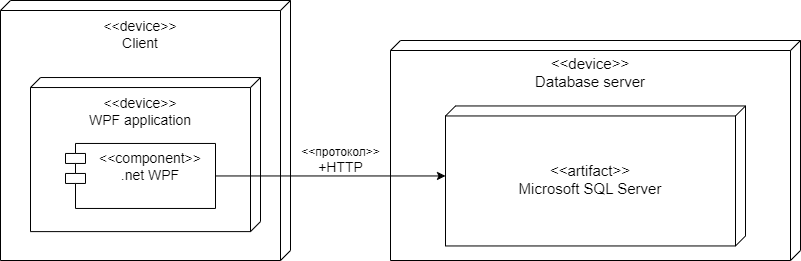 <<device>>
Client
<<device>>
WPF application
<<component>>
.net WPF
<<протокол>>
+HTTP
<<device>>
Database server
<<artifact>>
Microsoft SQL Server